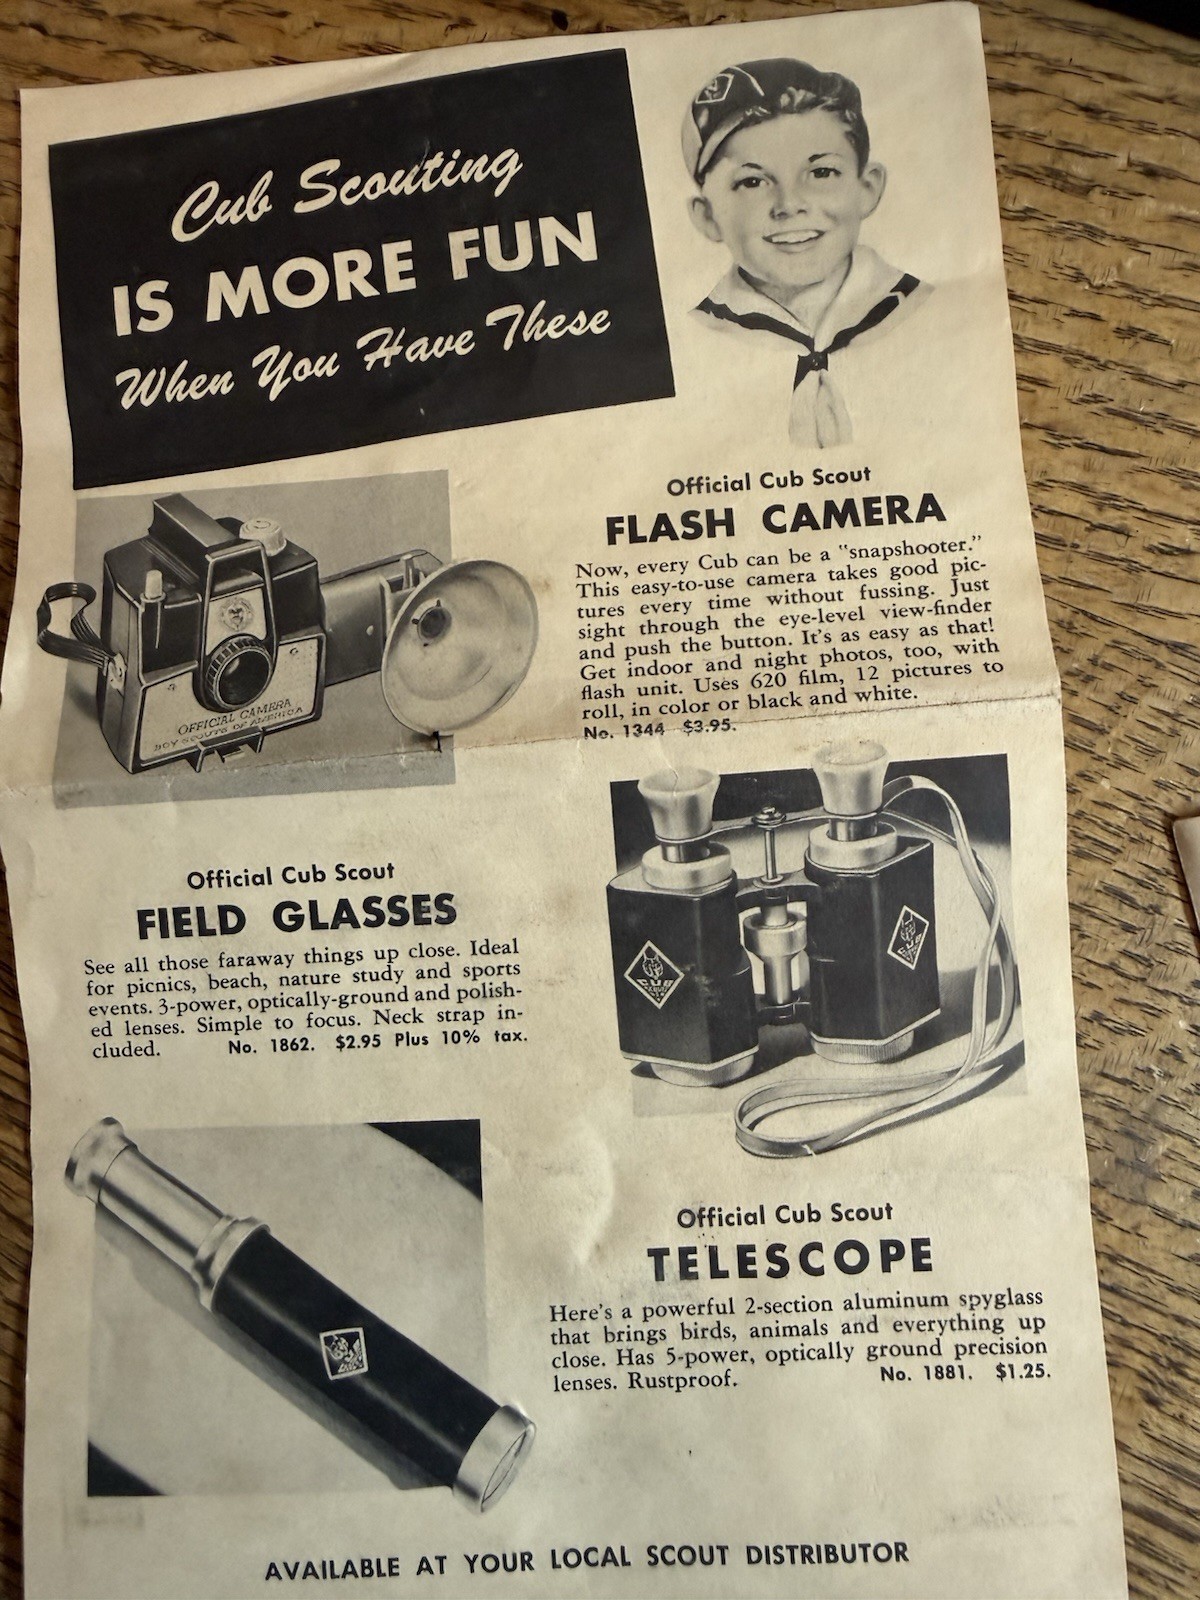 Cub Scouting
IS MORE FUN
When You Have These
Official Cub Scout
FLASH CAMERA
Now, every Cub can be a "snapshooter."
This easy-to-use camera takes good pic-
tures every time without fussing. Just
sight through the eye-level view-finder
and push the button. It's as easy as that!
Get indoor and night photos, too, with
flash unit. Uses 620 film, 12 pictures to
roll, in color or black and white.
No. 1344 $3.95.
OFFICIAL CAMERA
BOY SCOUTS OF AMERICA
Official Cub Scout
FIELD GLASSES
See all those faraway things up close. Ideal
for picnics, beach, nature study and sports
events. 3-power, optically-ground and polish-
ed lenses. Simple to focus. Neck strap in-
cluded. No. 1862. $2.95 Plus 10% tax.
CUB
CUB
Official Cub Scout
TELESCOPE
Here's a powerful 2-section aluminum spyglass
that brings birds, animals and everything up
close. Has 5-power, optically ground precision
lenses. Rustproof. No. 1881. $1.25.
AVAILABLE AT YOUR LOCAL SCOUT DISTRIBUTOR